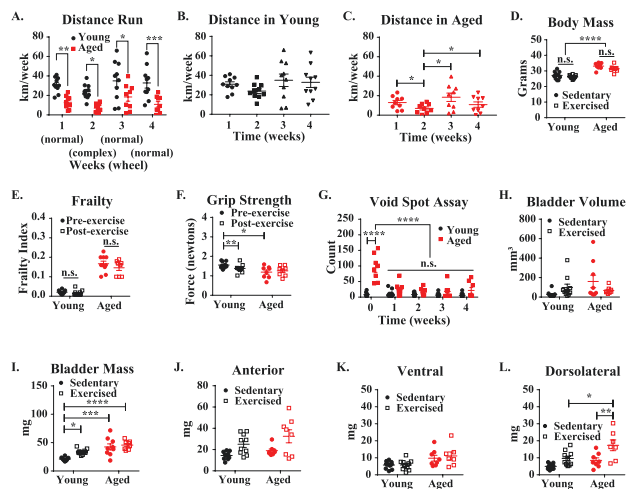 A. Distance Run
Young
Aged
** * * ***
80
60
40
20
0
km/week
1 2 3 4
(normal) (normal)
(complex) (normal)
Weeks (wheel)
B. Distance in Young
80
60
40
20
0
km/week
1 2 3 4
Time (weeks)
C. Distance in Aged
80
60
40
20
0
km/week
* * *
1 2 3 4
Time (weeks)
D. Body Mass
50
40
30
20
10
0
Grams
****
n.s. n.s.
Sedentary
Exercised
Young Aged
E. Frailty
0.4
0.3
0.2
0.1
0.0
Frailty Index
Pre-exercise
Post-exercise
n.s.
n.s.
Young Aged
F. Grip Strength
4
3
2
1
0
Force (newtons)
Pre-exercise
Post-exercise
*
**
Young Aged
G. Void Spot Assay
250
200
150
100
50
0
Count
****
****
Young
Aged
n.s.
0 1 2 3 4
Time (weeks)
H. Bladder Volume
800
600
400
200
0
mm³
Sedentary
Exercised
Young Aged
I. Bladder Mass
150
100
50
0
mg
Sedentary
Exercised
****
***
*
Young Aged
J. Anterior
80
60
40
20
0
mg
Sedentary
Exercised
Young Aged
K. Ventral
60
40
20
0
mg
Sedentary
Exercised
Young Aged
L. Dorsolateral
50
40
30
20
10
0
mg
Sedentary
Exercised
*
**
Young Aged